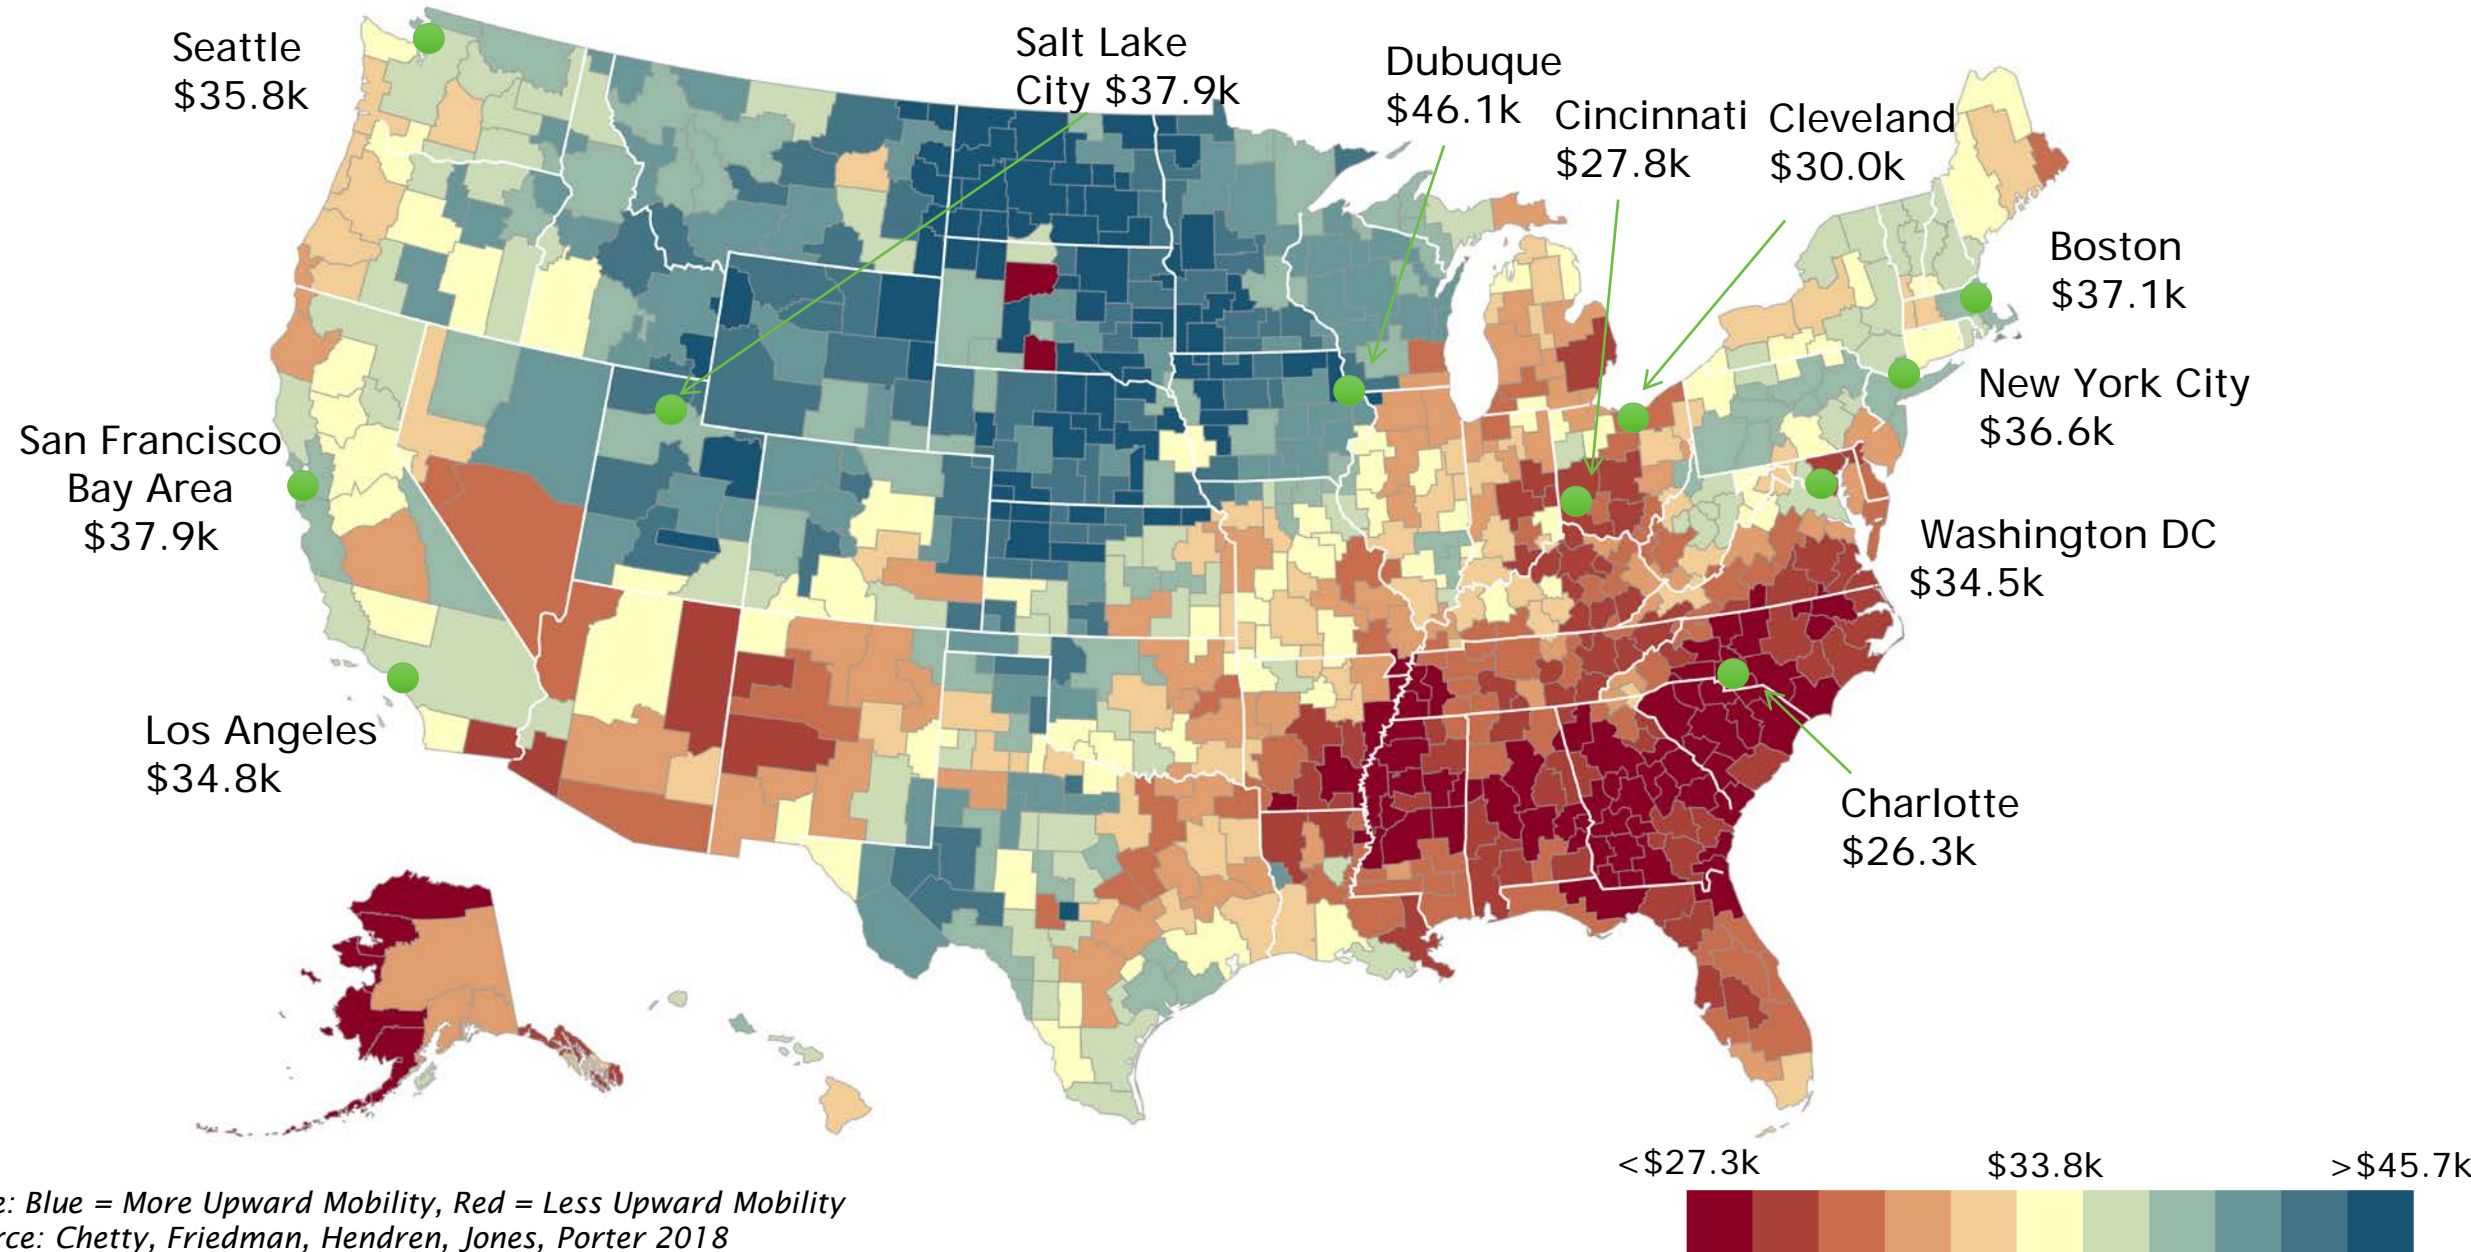 Seattle
$35.8k
Salt Lake
City $37.9k
Dubuque
$46.1k
Cincinnati
$27.8k
Cleveland
$30.0k
Boston
$37.1k
New York City
$36.6k
San Francisco
Bay Area
$37.9k
Washington DC
$34.5k
Los Angeles
$34.8k
Charlotte
$26.3k
<$27.3k
$33.8k
>$45.7k
e: Blue = More Upward Mobility, Red = Less Upward Mobility
rce: Chetty, Friedman, Hendren, Jones, Porter 2018